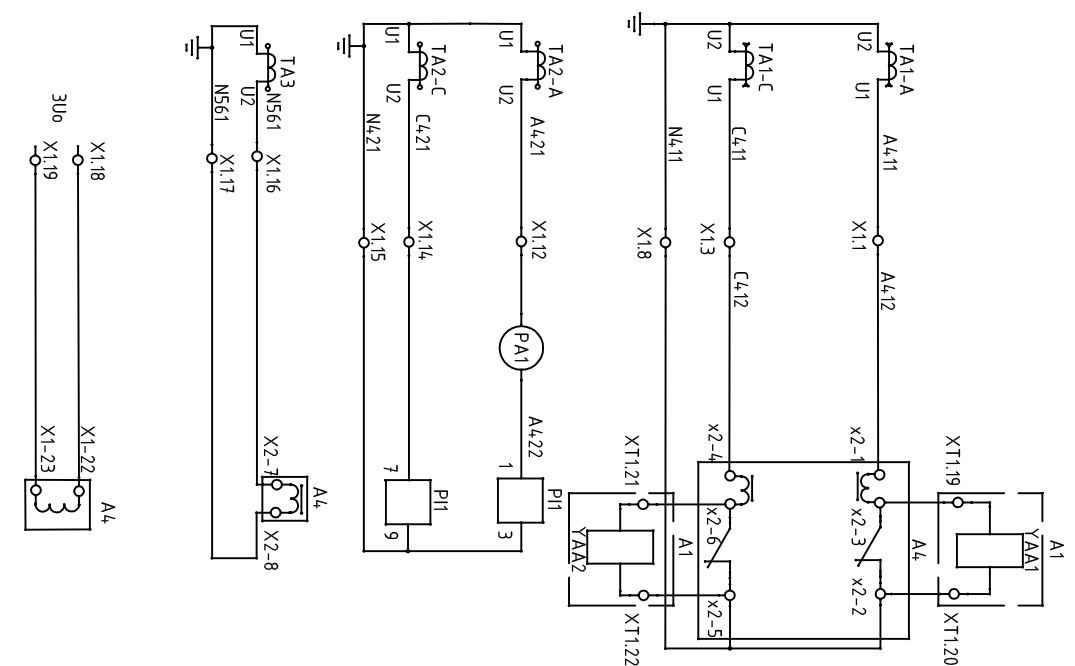 A1
YAA1
XT1.19
XT1.20
A4
TA1-A
U2
U1
A411
X1.1
A412
x2-1
x2-3
x2-2
TA1-C
U2
U1
C411
X1.3
C412
x2-4
x2-6
x2-5
A1
N411
X1.8
XT1.21
XT1.22
YAA2
TA2-A
U1
U2
A421
X1.12
PA1
A422
1
PI1
3
TA2-C
U1
U2
C421
X1.14
7
PI1
9
N421
X1.15
TA3
U1
U2
N561
X1.16
X2-7
A4
X2-8
N561
X1.17
3U₀
X1.18
X1-22
A4
X1.19
X1-23